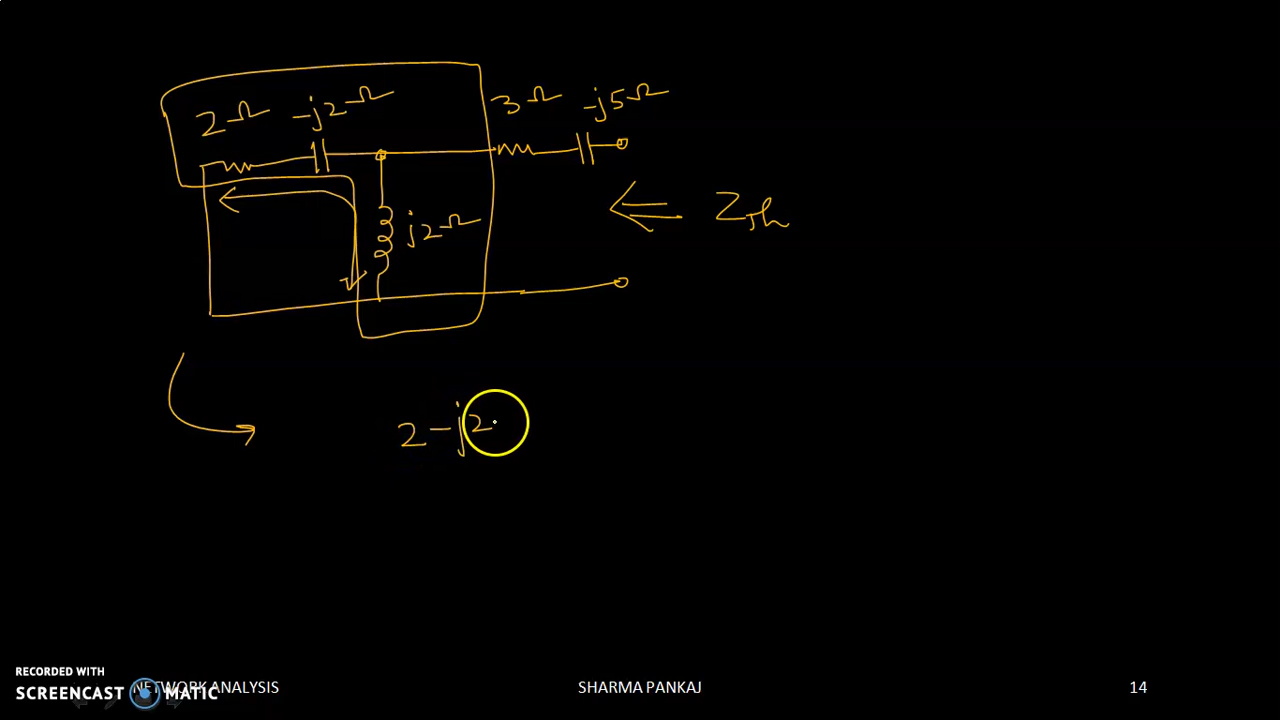 2Ω -j2Ω 3Ω -j5Ω
j2Ω
ZTh
2-j2
RECORDED WITH
SCREENCAST MATIC
NETWORK ANALYSIS SHARMA PANKAJ 14